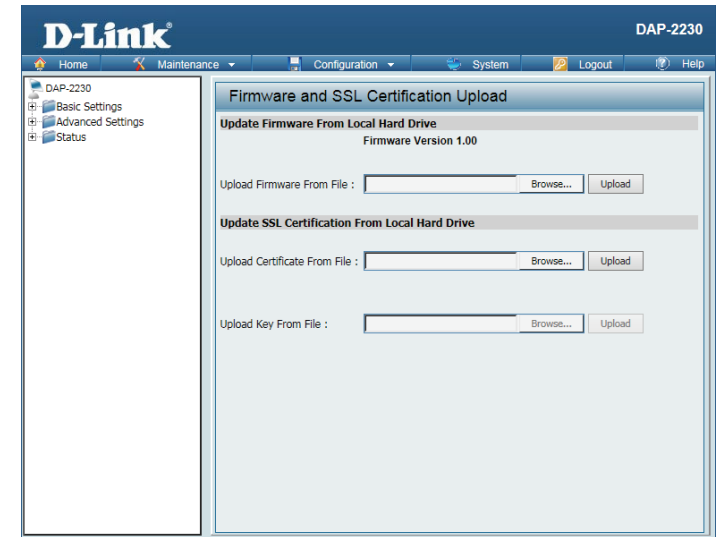 D-Link®
DAP-2230
Home Maintenance Configuration System Logout Help
DAP-2230
Basic Settings
Advanced Settings
Status
Firmware and SSL Certification Upload
Update Firmware From Local Hard Drive
Firmware Version 1.00
Upload Firmware From File : Browse... Upload
Update SSL Certification From Local Hard Drive
Upload Certificate From File : Browse... Upload
Upload Key From File : Browse... Upload